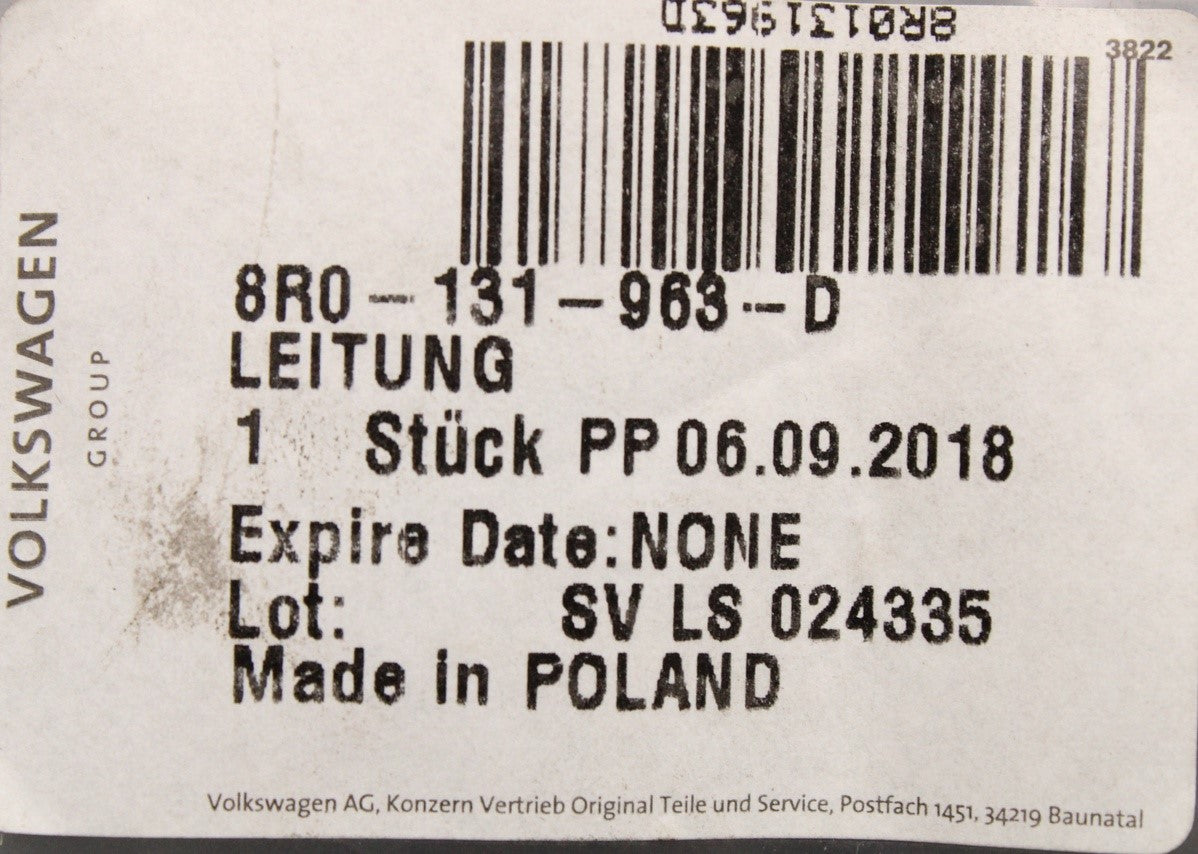 8R0131963D
3822
8R0-131-963-D
LEITUNG
1 Stück PP 06.09.2018
Expire Date:NONE
Lot: SV LS 024335
Made in POLAND
VOLKSWAGEN
GROUP
Volkswagen AG, Konzern Vertrieb Original Teile und Service, Postfach 1451, 34219 Baunatal